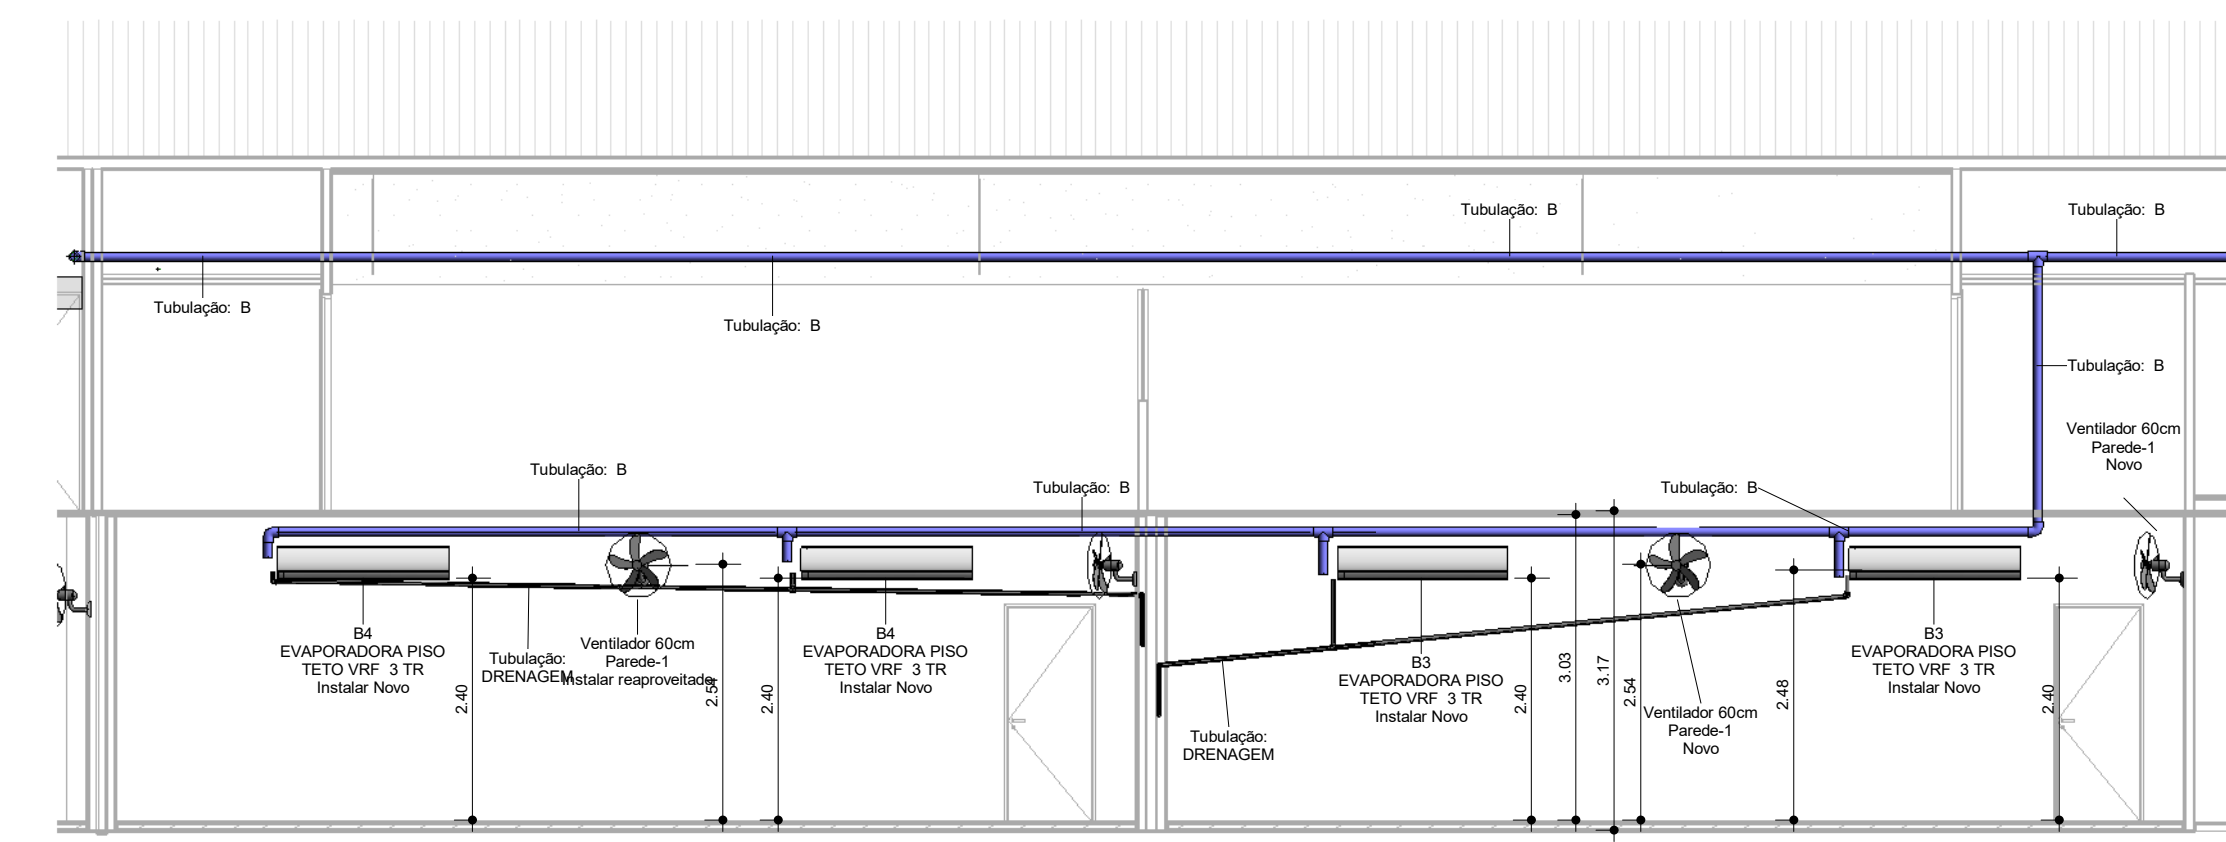 Tubulação: B
Tubulação: B
Tubulação: B
Tubulação: B
Tubulação: B
Ventilador 60cm
Parede-1
Novo
Tubulação: B
Tubulação: B
Tubulação: B
B4
EVAPORADORA PISO
TETO VRF 3 TR
Instalar Novo
Tubulação:
DRENAGEM
Ventilador 60cm
Parede-1
Instalar reaproveitado
B4
EVAPORADORA PISO
TETO VRF 3 TR
Instalar Novo
2.40
2.54
2.40
Tubulação:
DRENAGEM
B3
EVAPORADORA PISO
TETO VRF 3 TR
Instalar Novo
2.40
3.03
3.17
2.54
Ventilador 60cm
Parede-1
Novo
2.48
B3
EVAPORADORA PISO
TETO VRF 3 TR
Instalar Novo
2.40